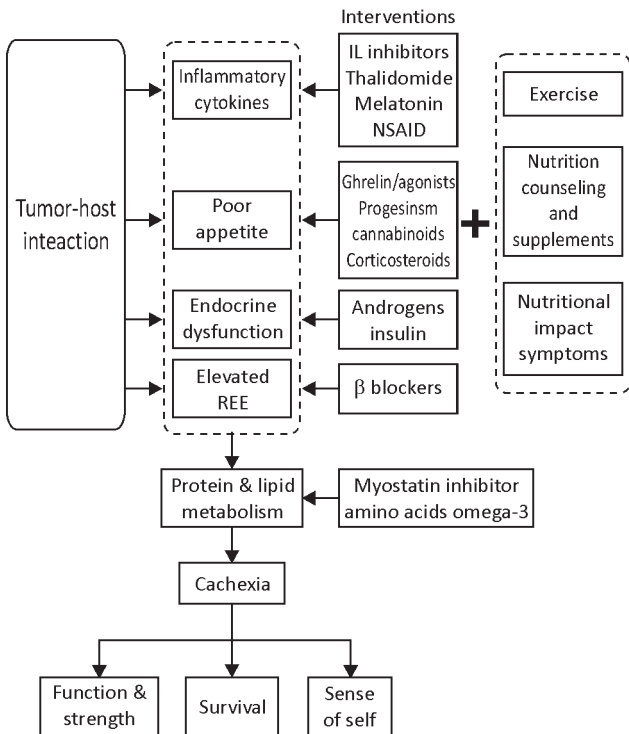 Interventions
Tumor-host
inteaction
Inflammatory
cytokines
IL inhibitors
Thalidomide
Melatonin
NSAID
Poor
appetite
Ghrelin/agonists
Progesinsm
cannabinoids
Corticosteroids
+
Exercise
Nutrition
counseling
and
supplements
Nutritional
impact
symptoms
Endocrine
dysfunction
Androgens
insulin
Elevated
REE
β blockers
Protein & lipid
metabolism
Myostatin inhibitor
amino acids omega-3
Cachexia
Function &
strength
Survival
Sense
of self